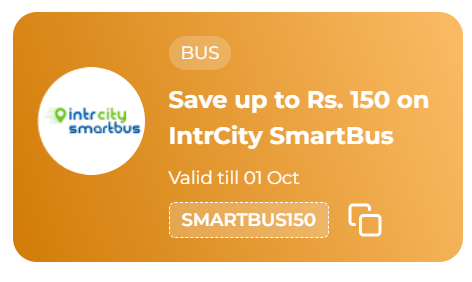 BUS
intrcity
smartbus
Save up to Rs. 150 on
IntrCity SmartBus
Valid till 01 Oct
SMARTBUS150